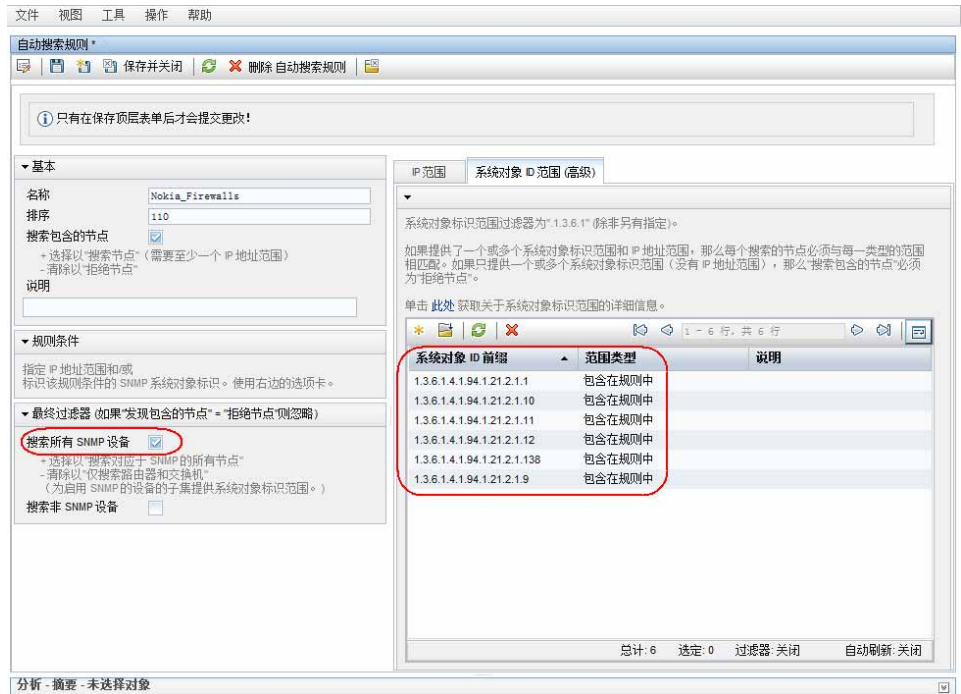 文件 视图 工具 操作 帮助
自动搜索规则 *
保存并关闭 删除 自动搜索规则
只有在保存顶层表单后才会提交更改!
基本
名称 Nokia_Firewalls
排序 110
搜索包含的节点
+ 选择以"搜索节点"（需要至少一个 IP 地址范围）
- 清除以"拒绝节点"
说明
规则条件
指定 IP 地址范围和/或
标识该规则条件的 SNMP 系统对象标识。使用右边的选项卡。
最终过滤器 (如果"发现包含的节点" = "拒绝节点"则忽略)
搜索所有 SNMP 设备
+ 选择以"搜索对应于 SNMP 的所有节点"
- 清除以"仅搜索路由器和交换机"
（为启用 SNMP 的设备的子集提供系统对象标识范围。）
搜索非 SNMP 设备
IP 范围 系统对象 ID 范围 (高级)
系统对象标识范围过滤器为".1.3.6.1" (除非另有指定)。
如果提供了一个或多个系统对象标识范围和 IP 地址范围，那么每个搜索的节点必须与每一类型的范围
相匹配。如果只提供一个或多个系统对象标识范围（没有 IP 地址范围），那么"搜索包含的节点"必须
为"拒绝节点"。
单击 此处 获取关于系统对象标识范围的详细信息。
1 - 6 行, 共 6 行
系统对象 ID 前缀 范围类型 说明
1.3.6.1.4.1.94.1.21.2.1.1 包含在规则中
1.3.6.1.4.1.94.1.21.2.1.10 包含在规则中
1.3.6.1.4.1.94.1.21.2.1.11 包含在规则中
1.3.6.1.4.1.94.1.21.2.1.12 包含在规则中
1.3.6.1.4.1.94.1.21.2.1.138 包含在规则中
1.3.6.1.4.1.94.1.21.2.1.9 包含在规则中
总计: 6 选定: 0 过滤器: 关闭 自动刷新: 关闭
分析 - 摘要 - 未选择对象